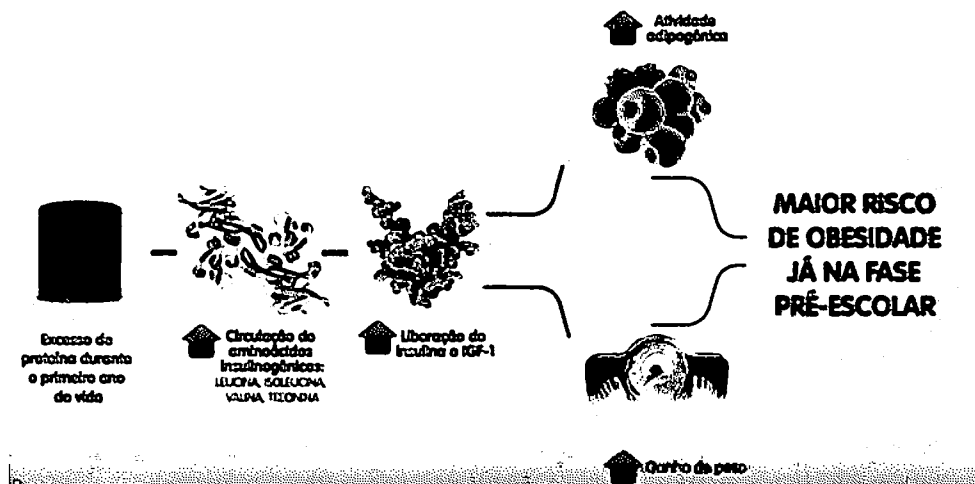 Atividade
adipogênica
MAIOR RISCO
DE OBESIDADE
JÁ NA FASE
PRÉ-ESCOLAR
Excesso de
proteína durante
o primeiro ano
de vida
Circulação de
aminoácidos
insulinogênicos:
LEUCINA, ISOLEUCINA,
VALINA, TREONINA
Liberação de
insulina e IGF-1
Ganho de peso